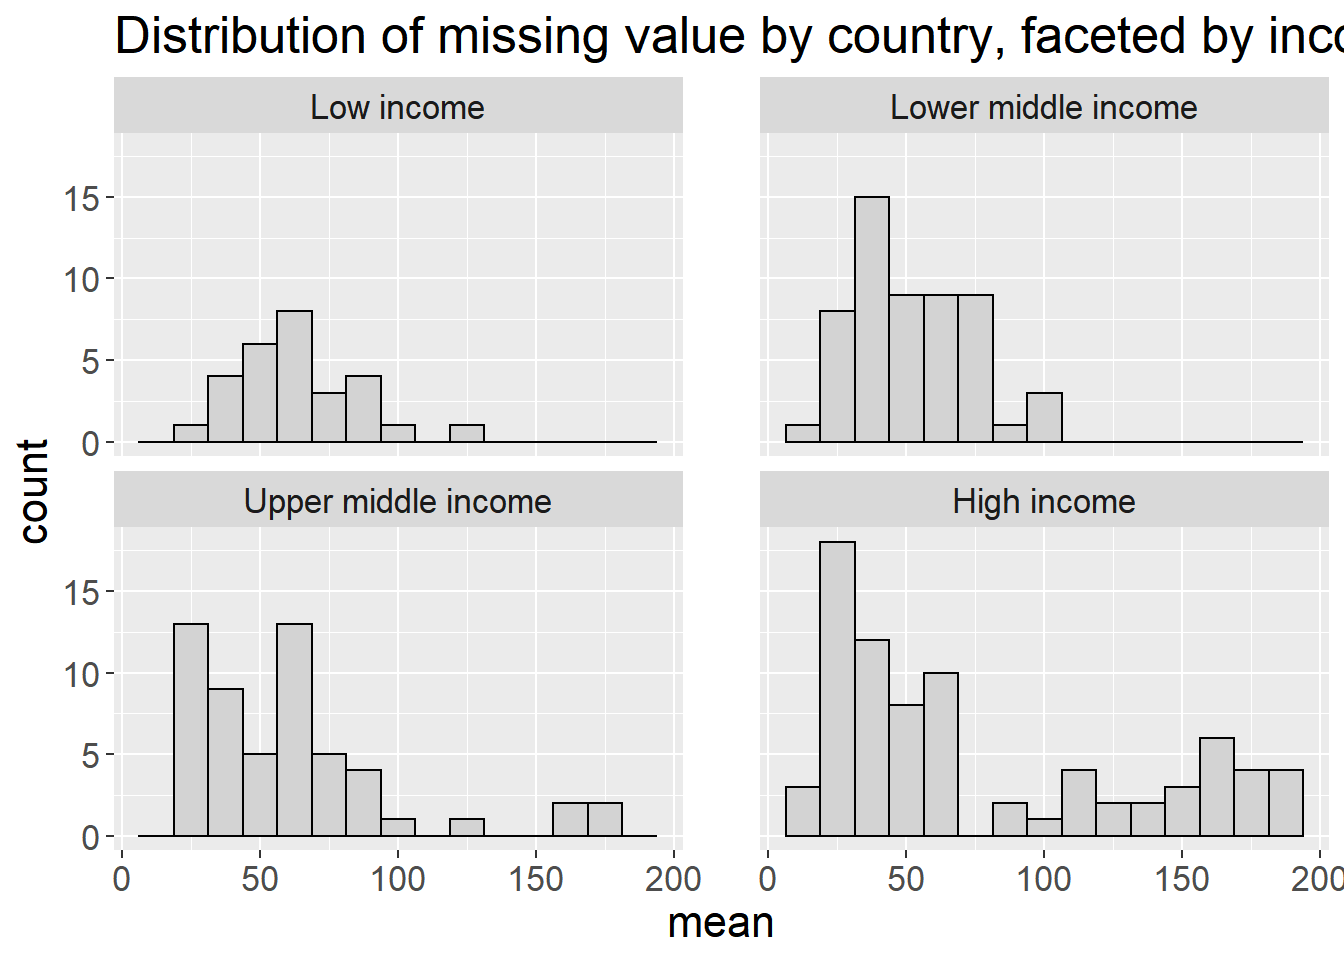 Distribution of missing value by country, faceted by
Low income
Lower middle income
15
10
5
0
Upper middle income
High income
15
10
5
0
0 50 100 150 200
0 50 100 150 200
count
mean